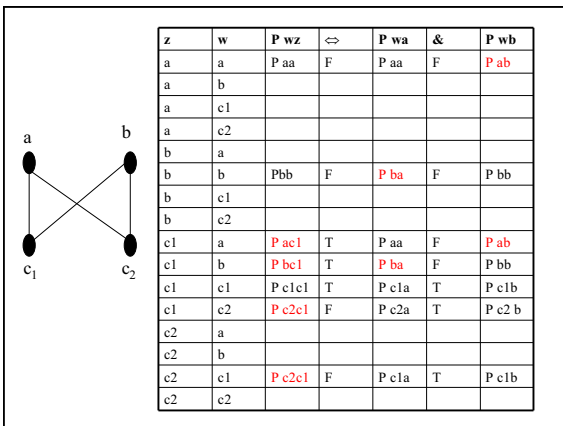 a b
c1 c2
z w P wz ⇔ P wa & P wb
a a P aa F P aa F P ab
a b
a c1
a c2
b a
b b Pbb F P ba F P bb
b c1
b c2
c1 a P ac1 T P aa F P ab
c1 b P bc1 T P ba F P bb
c1 c1 P c1c1 T P c1a T P c1b
c1 c2 P c2c1 F P c2a T P c2 b
c2 a
c2 b
c2 c1 P c2c1 F P c1a T P c1b
c2 c2